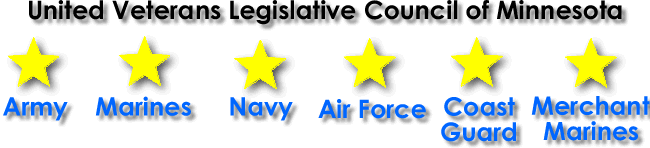 United Veterans Legislative Council of Minnesota
Army Marines Navy Air Force Coast Guard Merchant Marines